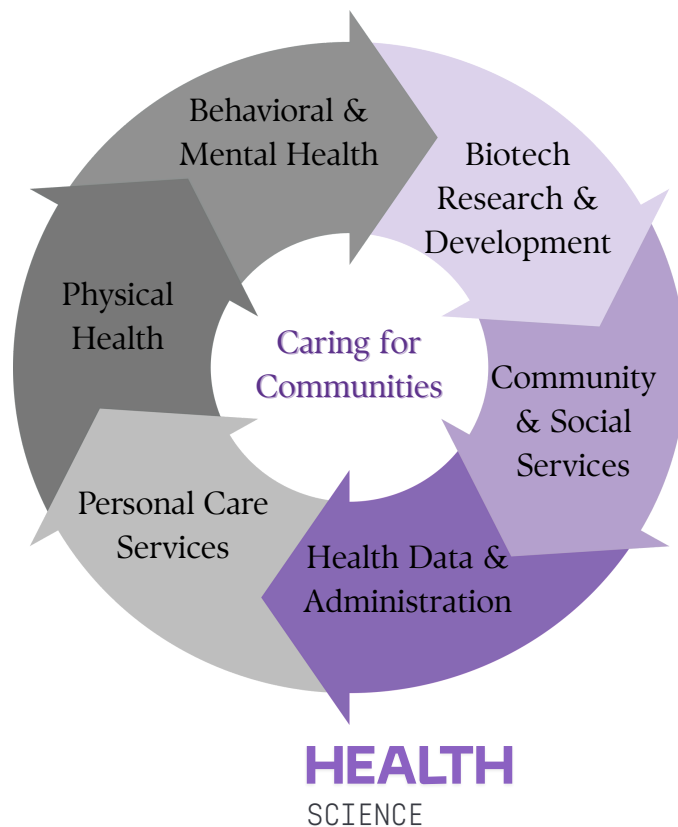 Behavioral &
Mental Health
Biotech
Research &
Development
Physical
Health
Caring for
Communities
Community
& Social
Services
Personal Care
Services
Health Data &
Administration
HEALTH
SCIENCE